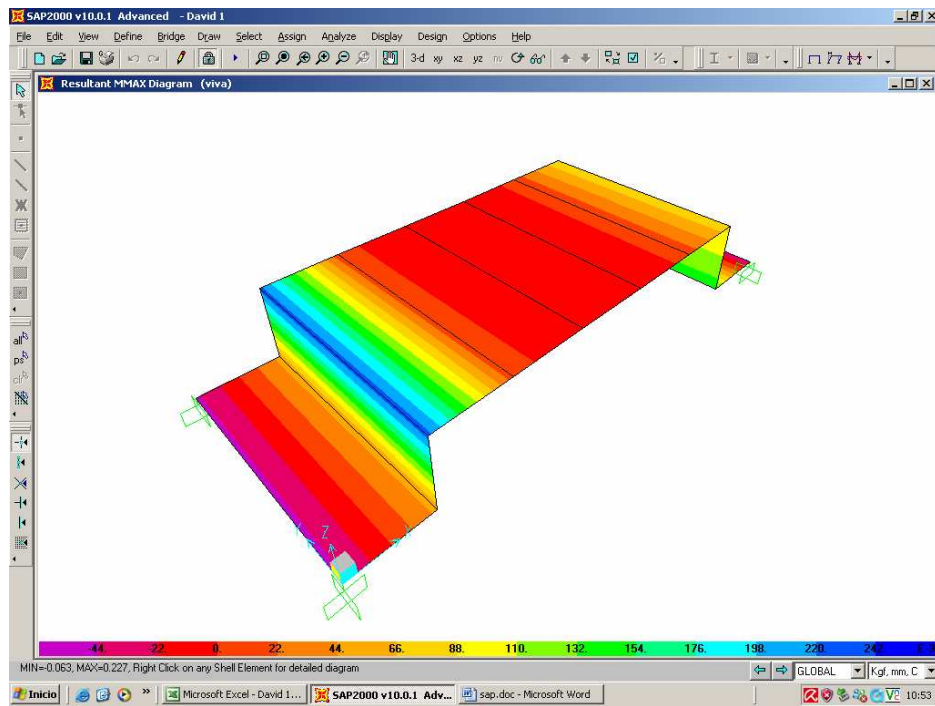 SAP2000 v10.0.1 Advanced - David 1
File Edit View Define Bridge Draw Select Assign Analyze Display Design Options Help
3-d xy xz yz nv
Resultant MMAX Diagram (viva)
all
ps
clr
Z
-44. -22. 0. 22. 44. 66. 88. 110. 132. 154. 176. 198. 220. 242.
MIN=-0.063, MAX=0.227, Right Click on any Shell Element for detailed diagram
GLOBAL Kgf, mm, C
Inicio Microsoft Excel - David 1... SAP2000 v10.0.1 Adv... sap.doc - Microsoft Word 10:53